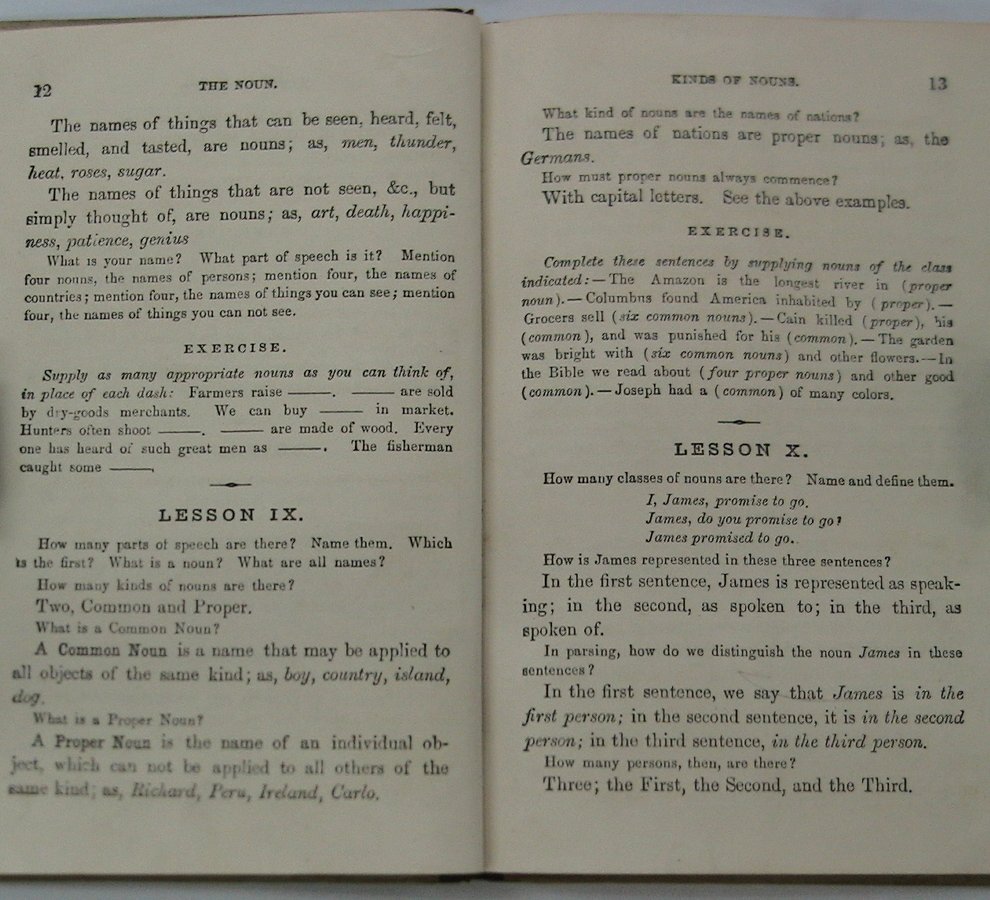 12
THE NOUN.
The names of things that can be seen, heard, felt,
smelled, and tasted, are nouns; as, men, thunder,
heat, roses, sugar.
The names of things that are not seen, &c., but
simply thought of, are nouns; as, art, death, happi-
ness, patience, genius
What is your name? What part of speech is it? Mention
four nouns, the names of persons; mention four, the names of
countries; mention four, the names of things you can see; mention
four, the names of things you can not see.
EXERCISE.
Supply as many appropriate nouns as you can think of,
in place of each dash: Farmers raise ——. —— are sold
by dry-goods merchants. We can buy —— in market.
Hunters often shoot ——. —— are made of wood. Every
one has heard of such great men as ——. The fisherman
caught some ——.
LESSON IX.
How many parts of speech are there? Name them. Which
is the first? What is a noun? What are all names?
How many kinds of nouns are there?
Two, Common and Proper.
What is a Common Noun?
A Common Noun is a name that may be applied to
all objects of the same kind; as, boy, country, island,
dog.
What is a Proper Noun?
A Proper Noun is the name of an individual ob-
ject, which can not be applied to all others of the
same kind; as, Richard, Peru, Ireland, Carlo.
KINDS OF NOUNS.
13
What kind of nouns are the names of nations?
The names of nations are proper nouns; as, the
Germans.
How must proper nouns always commence?
With capital letters. See the above examples.
EXERCISE.
Complete these sentences by supplying nouns of the class
indicated:—The Amazon is the longest river in (proper
noun).—Columbus found America inhabited by (proper).—
Grocers sell (six common nouns).—Cain killed (proper), his
(common), and was punished for his (common).—The garden
was bright with (six common nouns) and other flowers.—In
the Bible we read about (four proper nouns) and other good
(common).—Joseph had a (common) of many colors.
LESSON X.
How many classes of nouns are there? Name and define them.
I, James, promise to go.
James, do you promise to go?
James promised to go.
How is James represented in these three sentences?
In the first sentence, James is represented as speak-
ing; in the second, as spoken to; in the third, as
spoken of.
In parsing, how do we distinguish the noun James in these
sentences?
In the first sentence, we say that James is in the
first person; in the second sentence, it is in the second
person; in the third sentence, in the third person.
How many persons, then, are there?
Three; the First, the Second, and the Third.